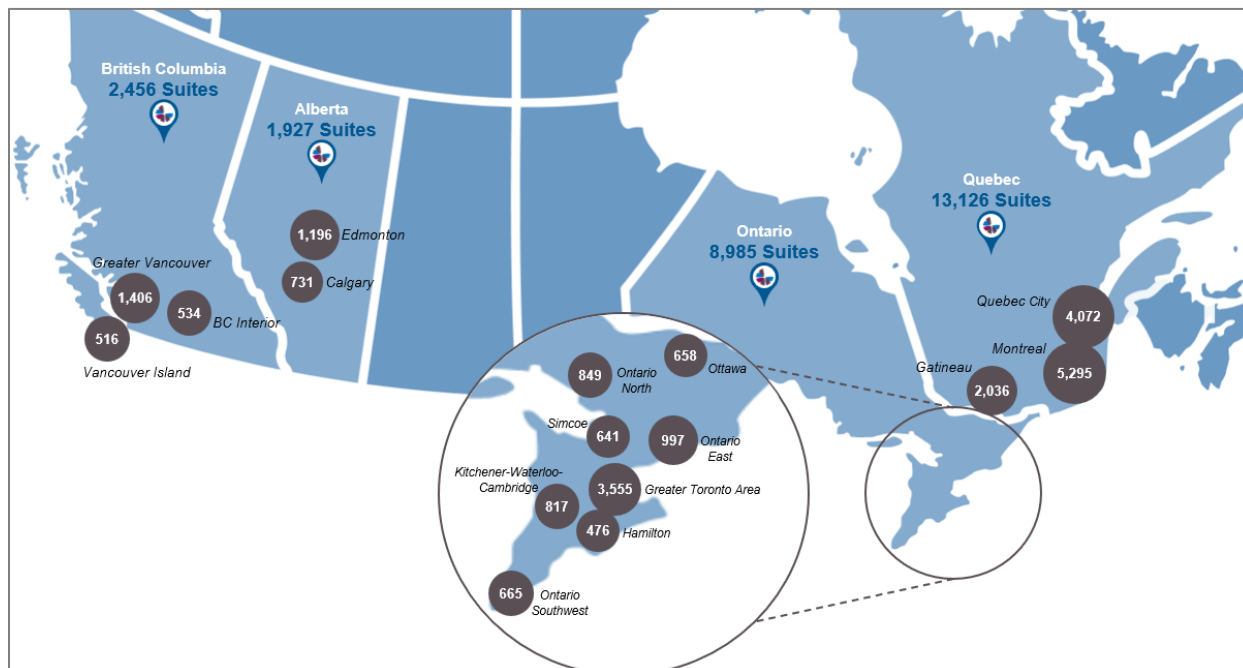 British Columbia
2,456 Suites
Alberta
1,927 Suites
Quebec
13,126 Suites
Ontario
8,985 Suites
1,196
Edmonton
731
Calgary
Greater Vancouver
1,406
534
BC Interior
516
Vancouver Island
Quebec City
4,072
Montreal
5,295
Gatineau
2,036
658
Ottawa
849
Ontario
North
Simcoe
641
997
Ontario
East
Kitchener-Waterloo-
Cambridge
817
3,555
Greater Toronto Area
476
Hamilton
665
Ontario
Southwest